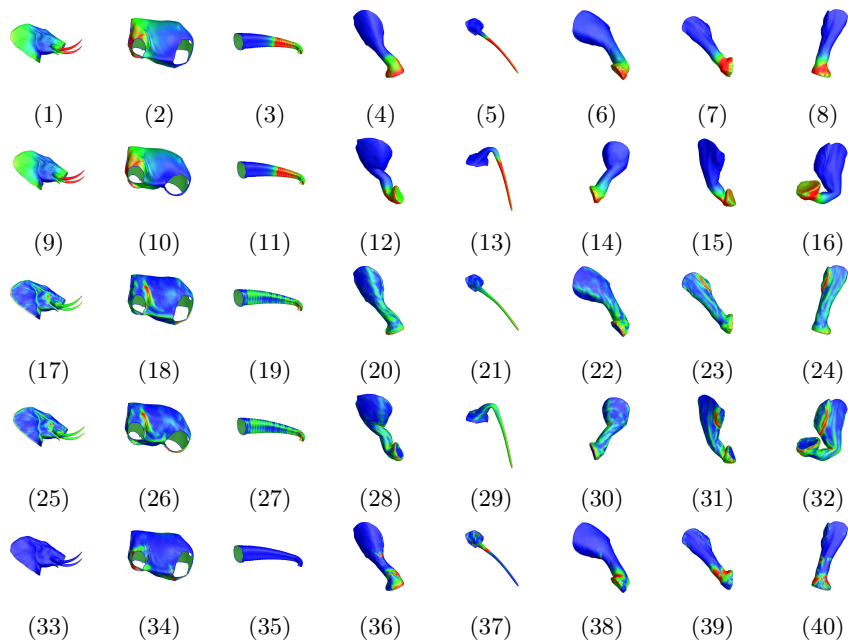 (1) (2) (3) (4) (5) (6) (7) (8)
(9) (10) (11) (12) (13) (14) (15) (16)
(17) (18) (19) (20) (21) (22) (23) (24)
(25) (26) (27) (28) (29) (30) (31) (32)
(33) (34) (35) (36) (37) (38) (39) (40)